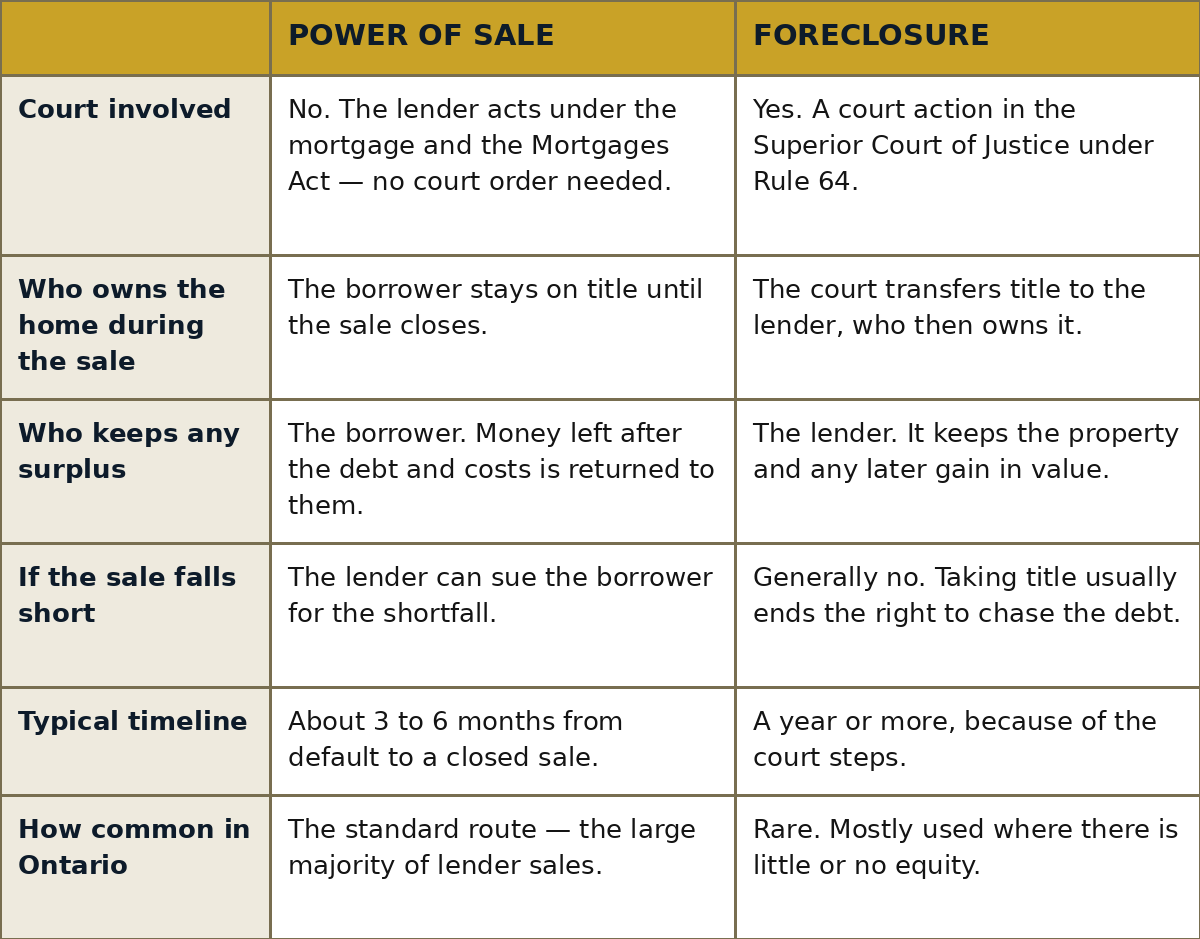 POWER OF SALE
FORECLOSURE
Court involved
No. The lender acts under the
mortgage and the Mortgages
Act — no court order needed.
Yes. A court action in the
Superior Court of Justice under
Rule 64.
Who owns the
home during
the sale
The borrower stays on title until
the sale closes.
The court transfers title to the
lender, who then owns it.
Who keeps any
surplus
The borrower. Money left after
the debt and costs is returned to
them.
The lender. It keeps the property
and any later gain in value.
If the sale falls
short
The lender can sue the borrower
for the shortfall.
Generally no. Taking title usually
ends the right to chase the debt.
Typical timeline
About 3 to 6 months from
default to a closed sale.
A year or more, because of the
court steps.
How common in
Ontario
The standard route — the large
majority of lender sales.
Rare. Mostly used where there is
little or no equity.